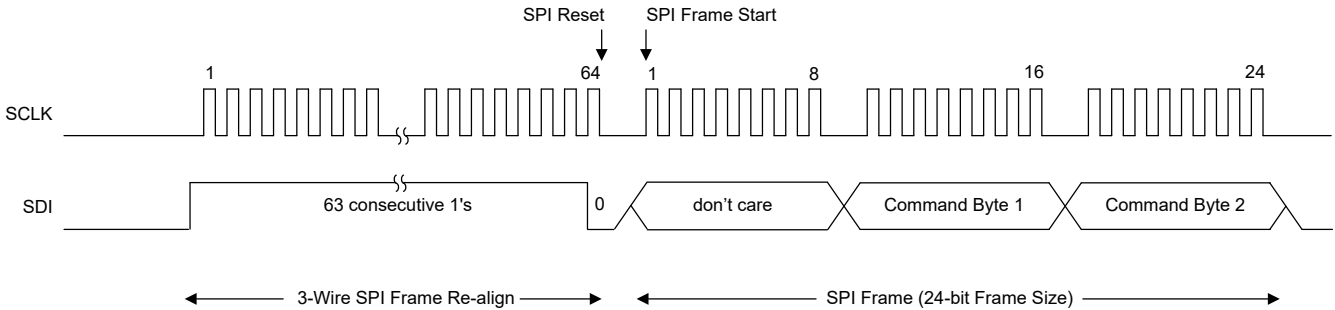 SPI Reset
SPI Frame Start
1
64
1
8
16
24
SCLK
SDI
63 consecutive 1's
0
don't care
Command Byte 1
Command Byte 2
3-Wire SPI Frame Re-align
SPI Frame (24-bit Frame Size)